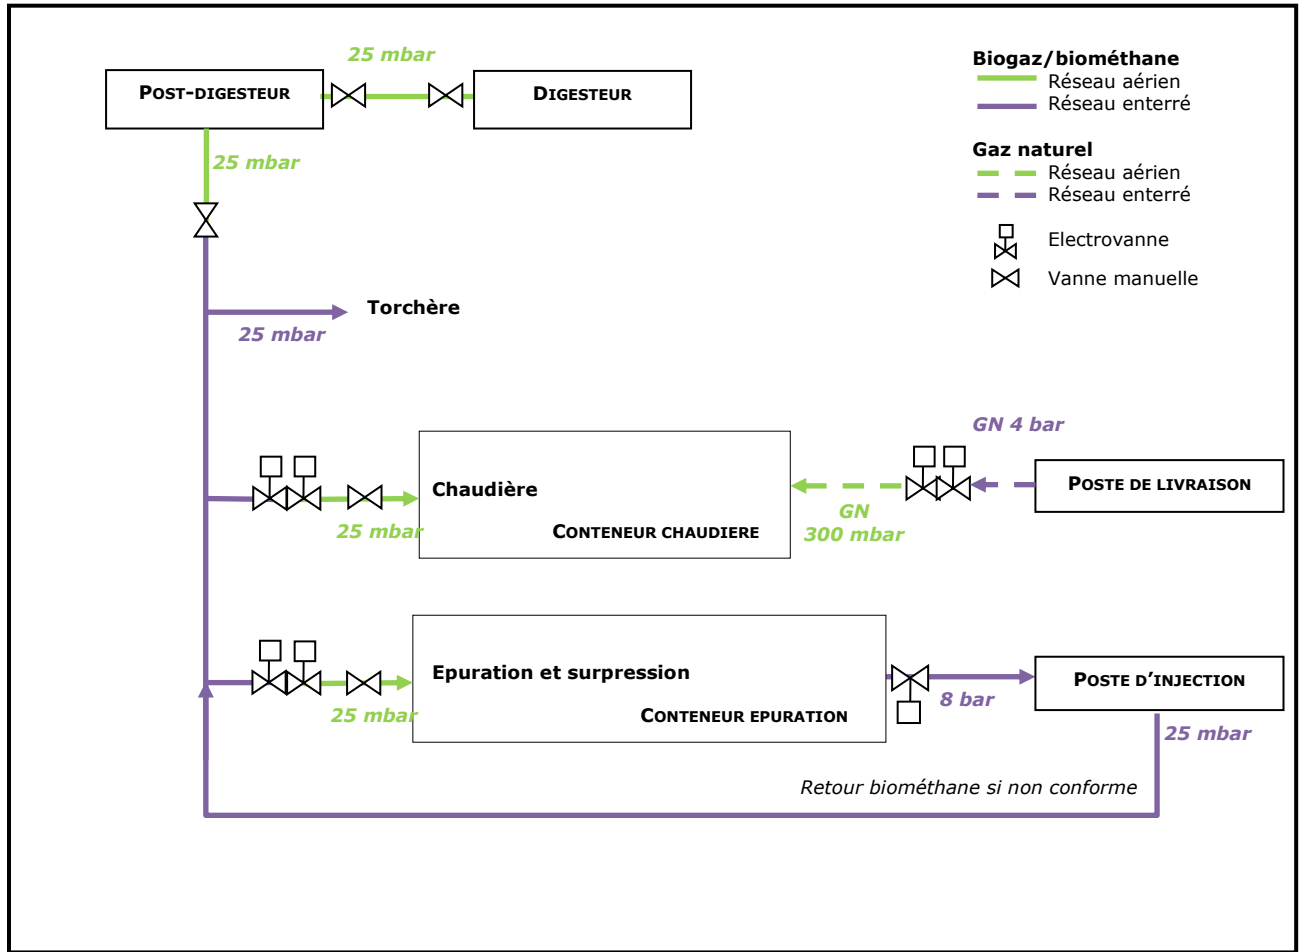 25 mbar
POST-DIGESTEUR
DIGESTEUR
25 mbar
Biogaz/biométhane
Réseau aérien
Réseau enterré
Gaz naturel
Réseau aérien
Réseau enterré
Electrovanne
Vanne manuelle
Torchère
25 mbar
Chaudière
CONTENEUR CHAUDIERE
25 mbar
GN 4 bar
GN
300 mbar
POSTE DE LIVRAISON
Epuration et surpression
CONTENEUR EPURATION
25 mbar
8 bar
POSTE D'INJECTION
25 mbar
Retour biométhane si non conforme